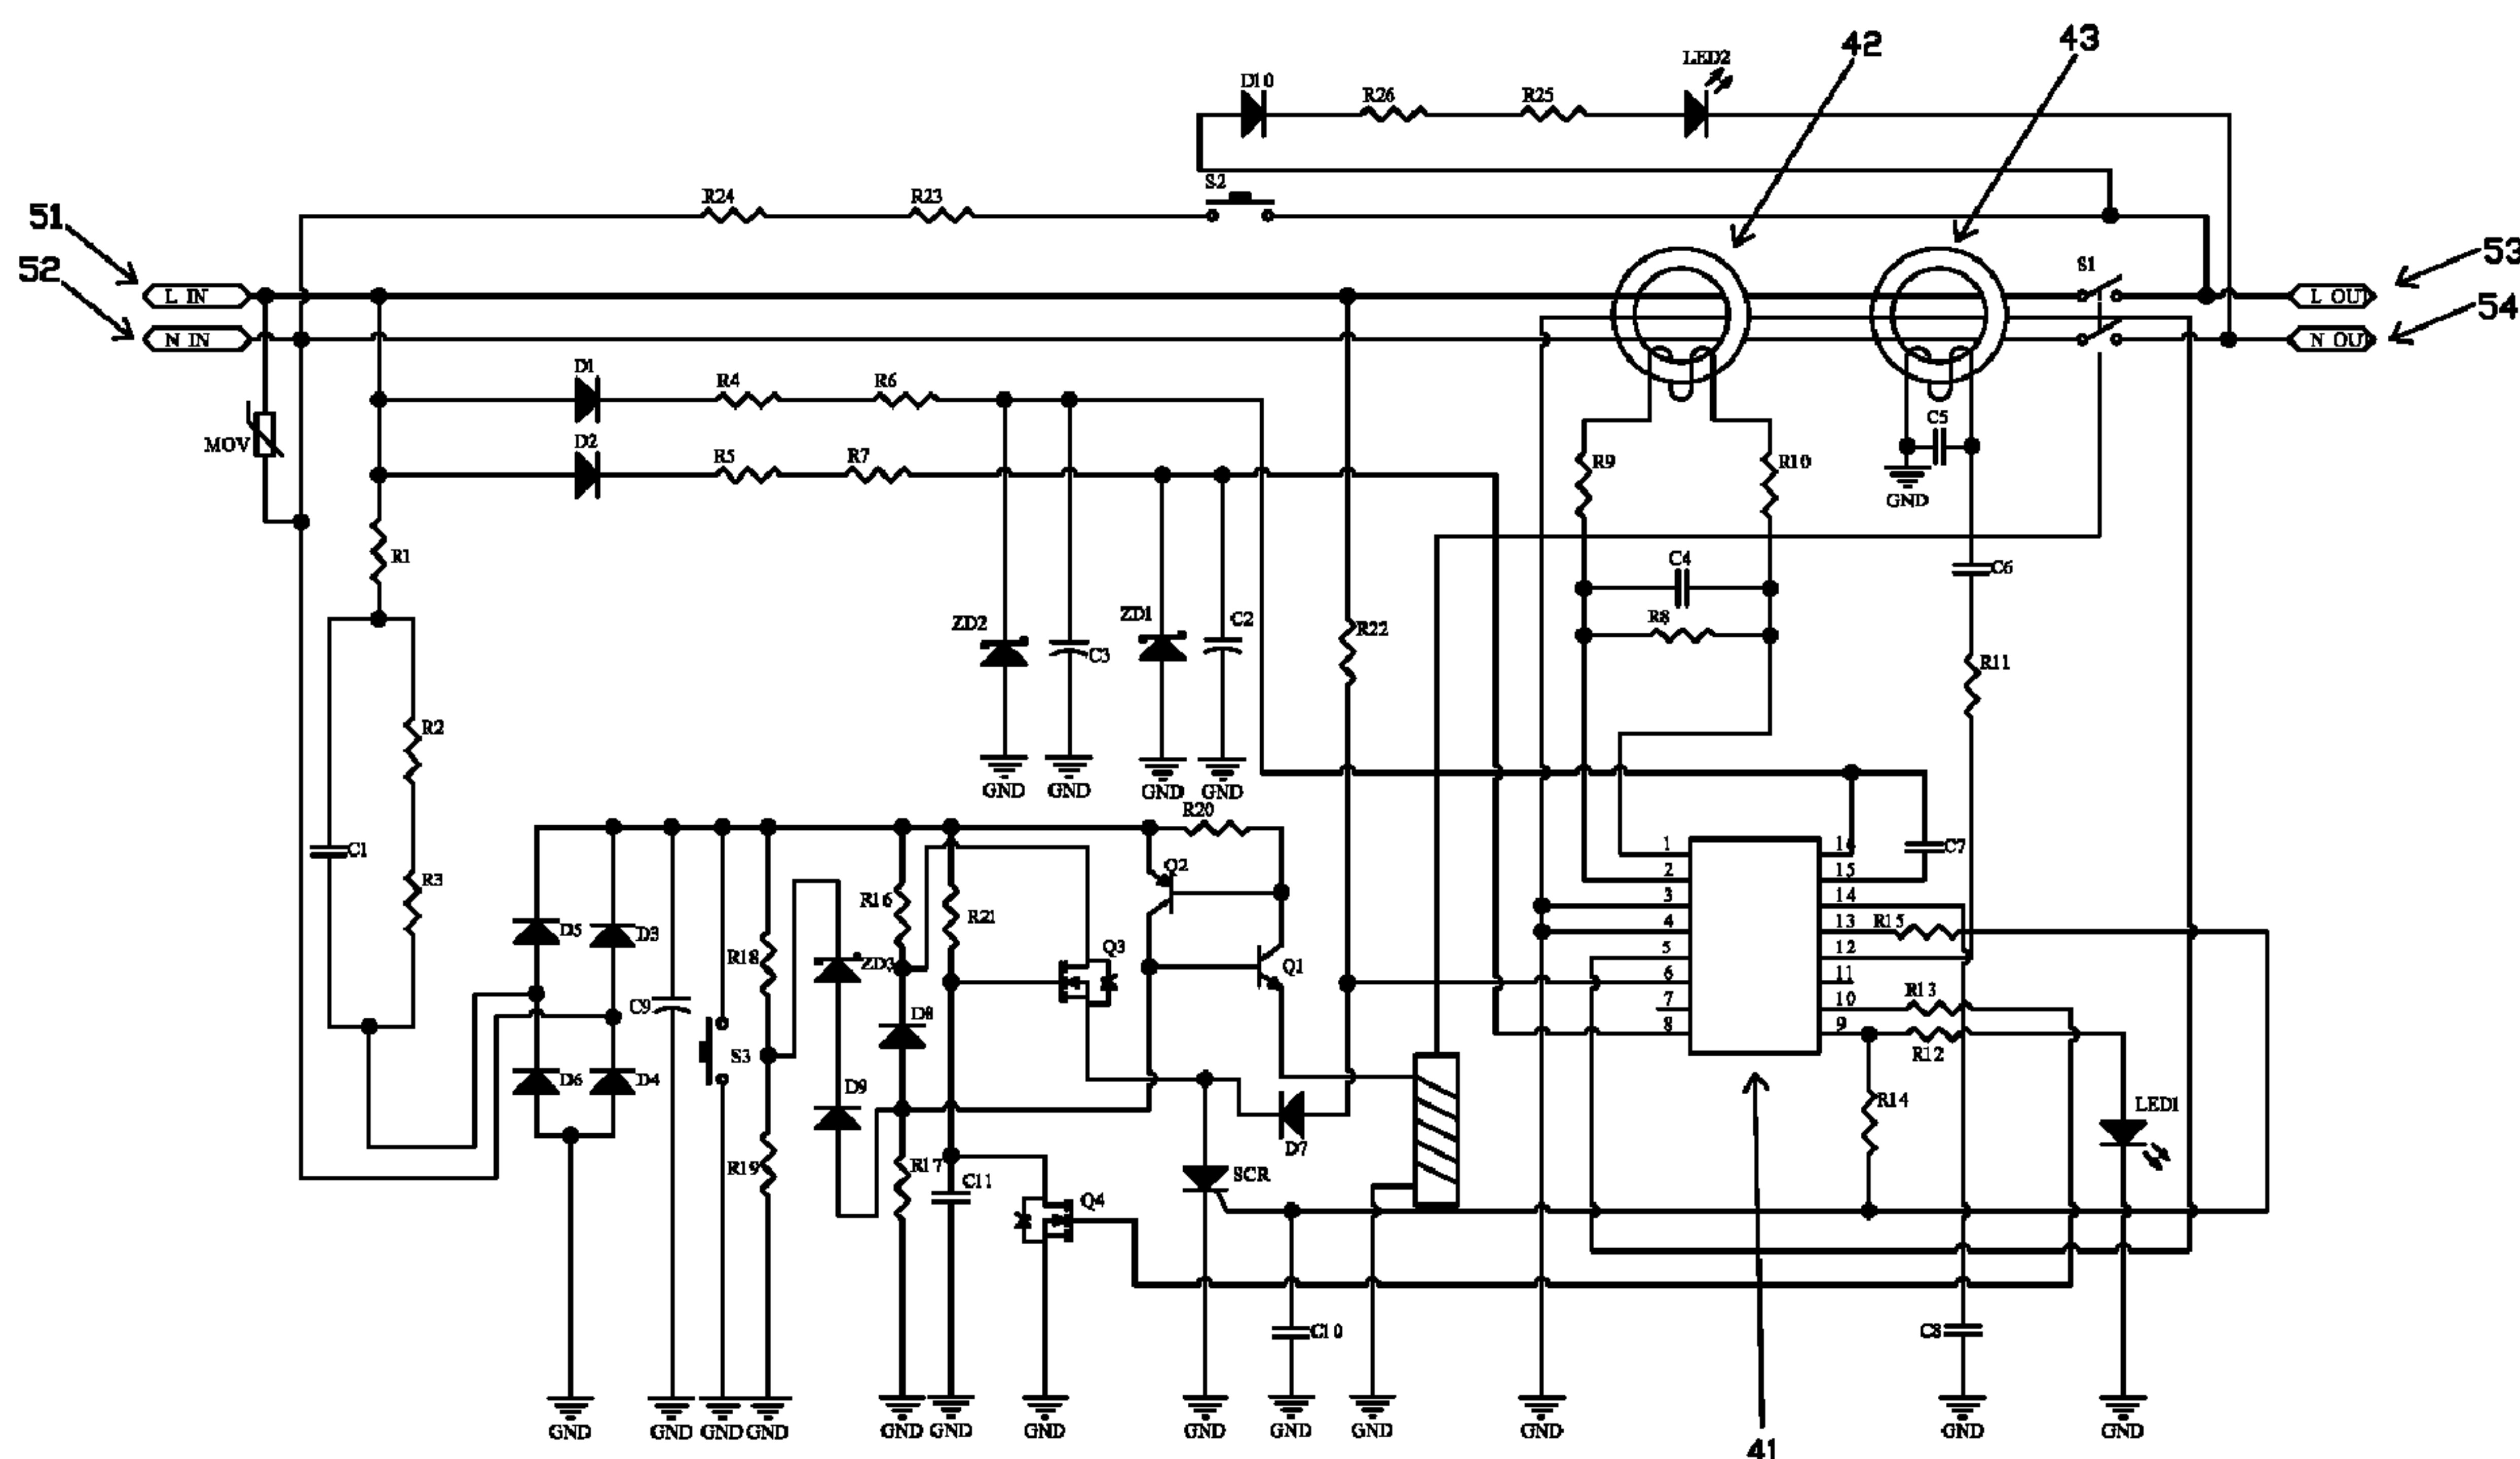 42
43
D10
R26
R25
LED2
51
R24
R23
S2
52
L IN
S1
53
L OUT
N IN
N OUT
54
D1
R4
R6
MOV
D2
R5
R7
C5
R9
R10
GND
R1
C4
C6
ZD2
C3
ZD1
C2
R22
R8
R11
R2
GND
GND
GND
GND
R20
C1
R3
Q2
1
2
3
4
5
6
7
8
15
14
13
12
11
10
9
C7
R15
R16
R21
D5
D3
R18
ZD3
Q3
Q1
C9
S3
D8
R13
R12
D6
D4
D9
D7
R14
LED1
R19
R17
C11
SCR
Q4
C10
C8
GND
GND
GND
GND
GND
GND
GND
GND
GND
GND
GND
GND
GND
41